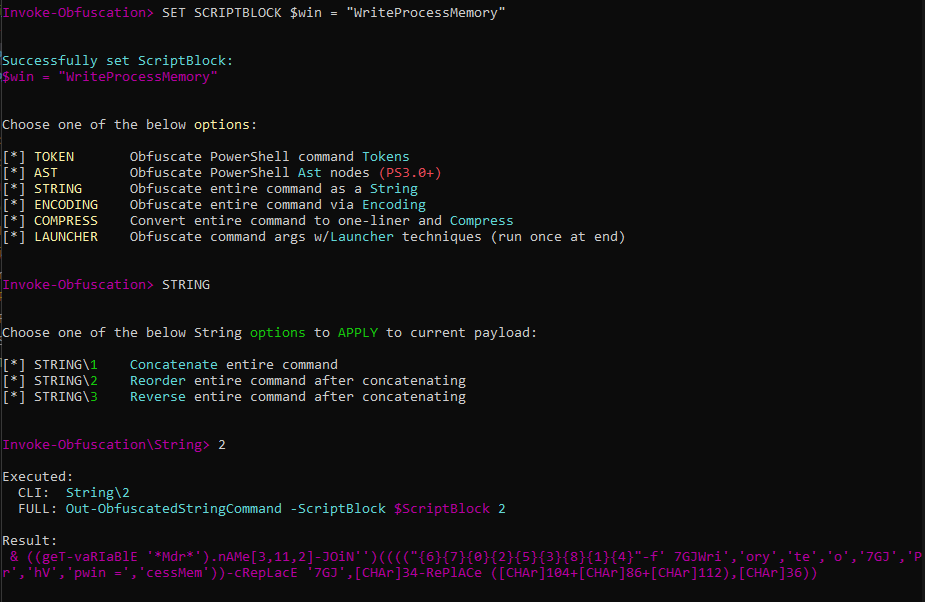 Invoke-Obfuscation> SET SCRIPTBLOCK $win = "WriteProcessMemory"
Successfully set ScriptBlock:
$win = "WriteProcessMemory"
Choose one of the below options:
[*] TOKEN Obfuscate PowerShell command Tokens
[*] AST Obfuscate PowerShell Ast nodes (PS3.0+)
[*] STRING Obfuscate entire command as a String
[*] ENCODING Obfuscate entire command via Encoding
[*] COMPRESS Convert entire command to one-liner and Compress
[*] LAUNCHER Obfuscate command args w/Launcher techniques (run once at end)
Invoke-Obfuscation> STRING
Choose one of the below String options to APPLY to current payload:
[*] STRING\1 Concatenate entire command
[*] STRING\2 Reorder entire command after concatenating
[*] STRING\3 Reverse entire command after concatenating
Invoke-Obfuscation\String> 2
Executed:
CLI: String\2
FULL: Out-ObfuscatedStringCommand -ScriptBlock $ScriptBlock 2
Result:
& ((geT-vaRIaBlE '*Mdr*').nAMe[3,11,2]-JOiN'')(((("{6}{7}{0}{2}{5}{3}{8}{1}{4}"-f' 7GJWri','ory','te','o','7GJ','P
r','hV','pwin =','cessMem'))-cRepLacE '7GJ',[CHAr]34-RePlACe ([CHAr]104+[CHAr]86+[CHAr]112),[CHAr]36))